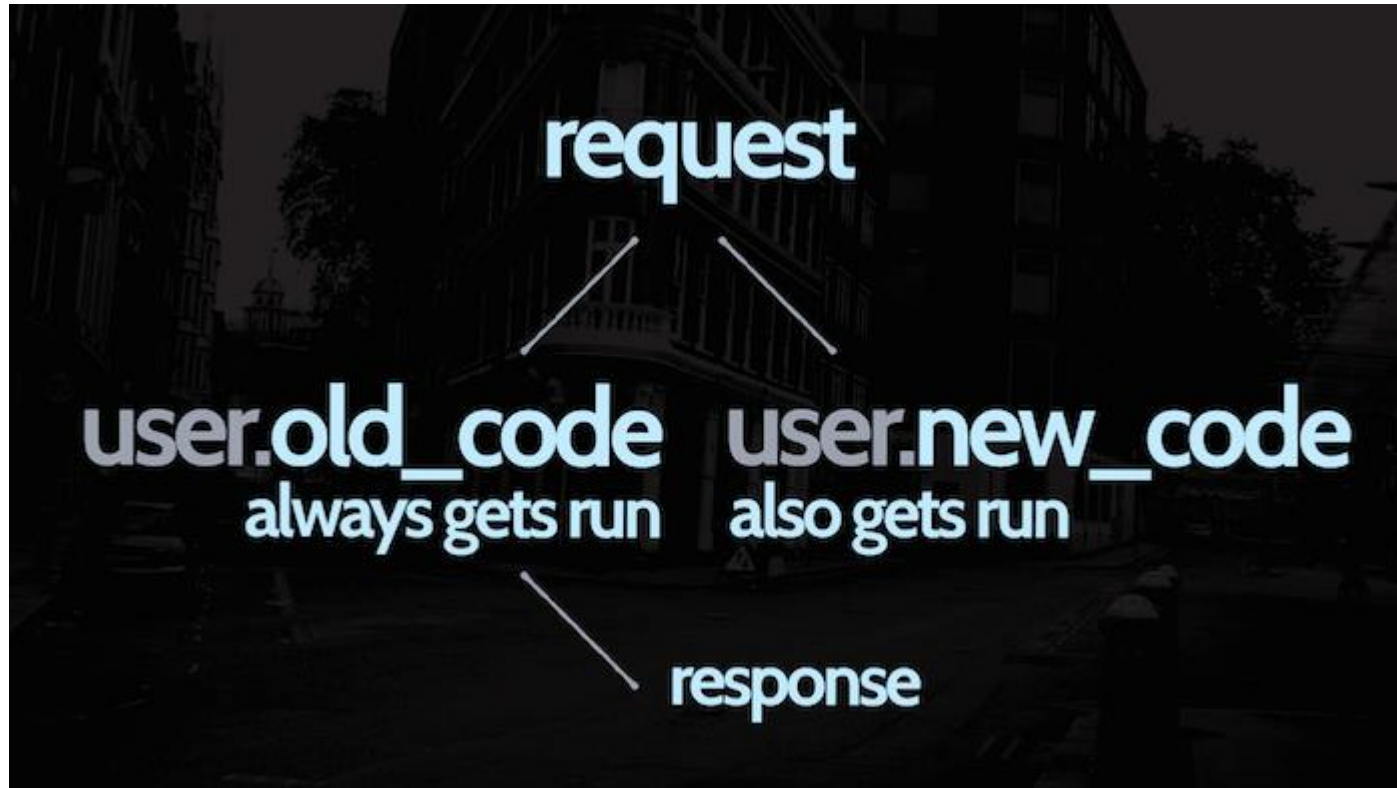 request
user.old_code user.new_code
always gets run also gets run
response